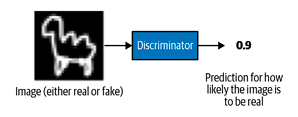 Discriminator
0.9
Image (either real or fake)
Prediction for how
likely the image is
to be real